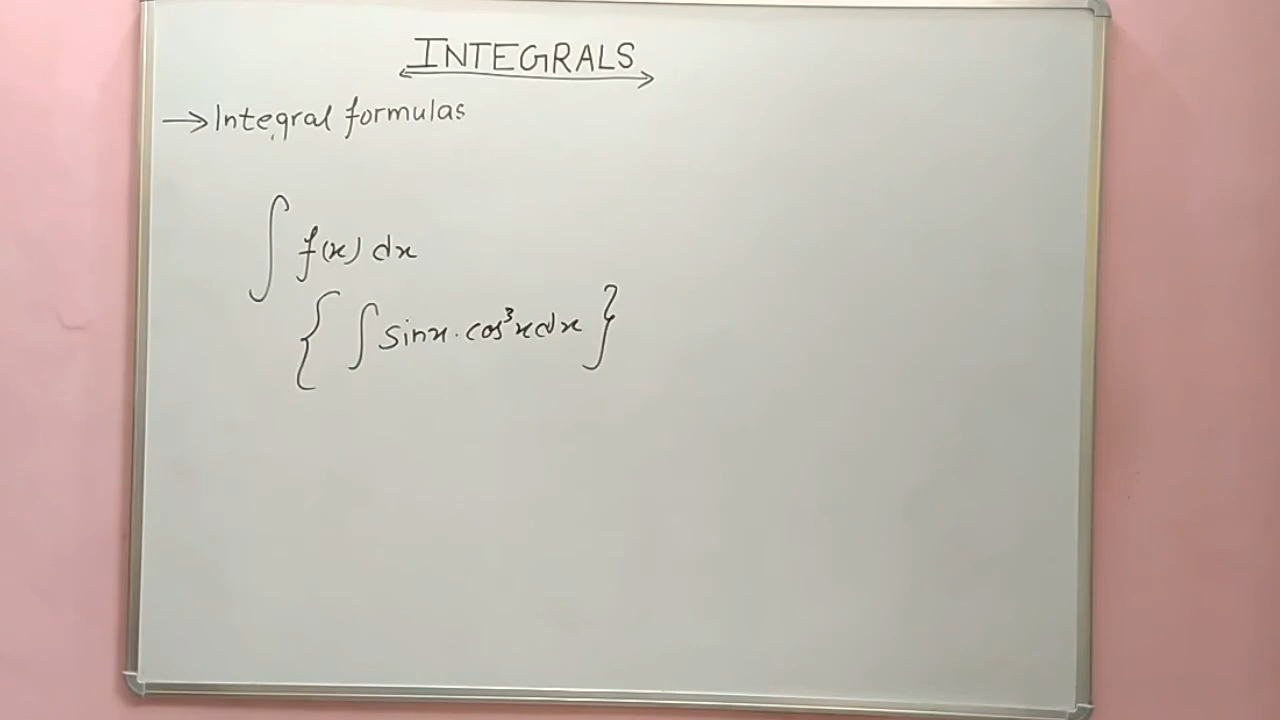 INTEGRALS
→Integral formulas
∫ f(x) dx
{ ∫ sinx . cos³x dx }